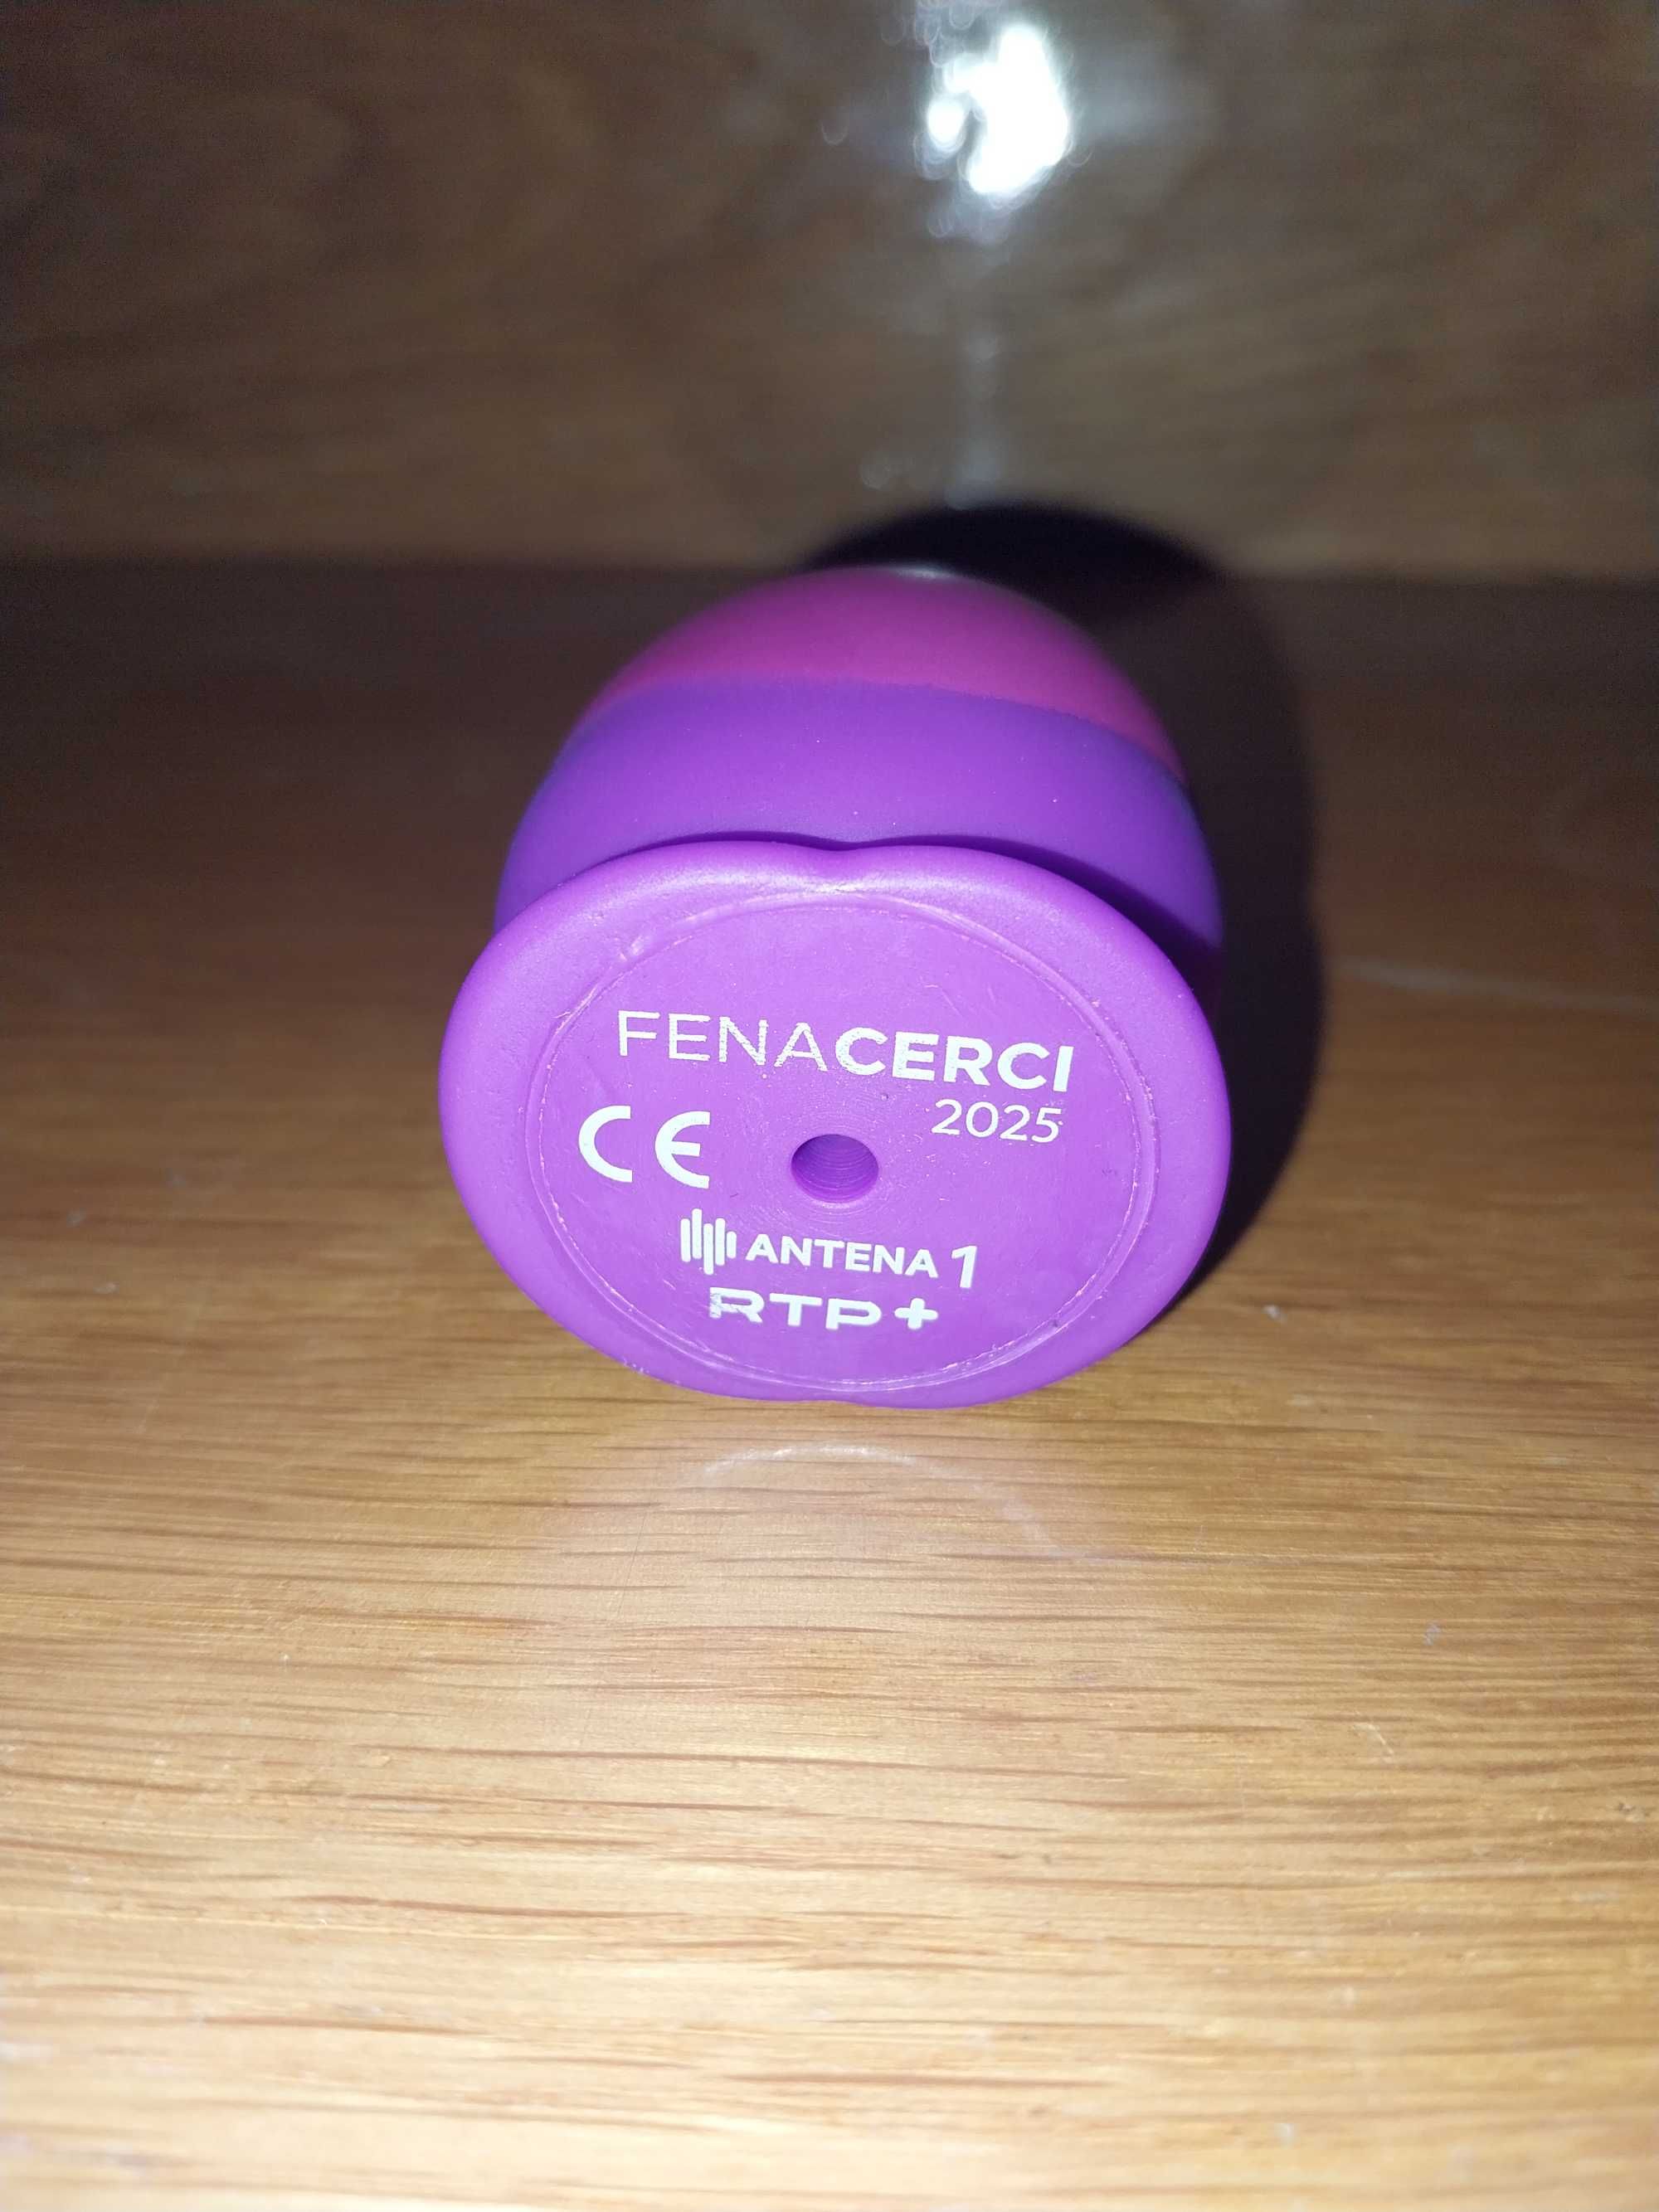 FENACERCI
2025
CE
ANTENA 1
RTP+